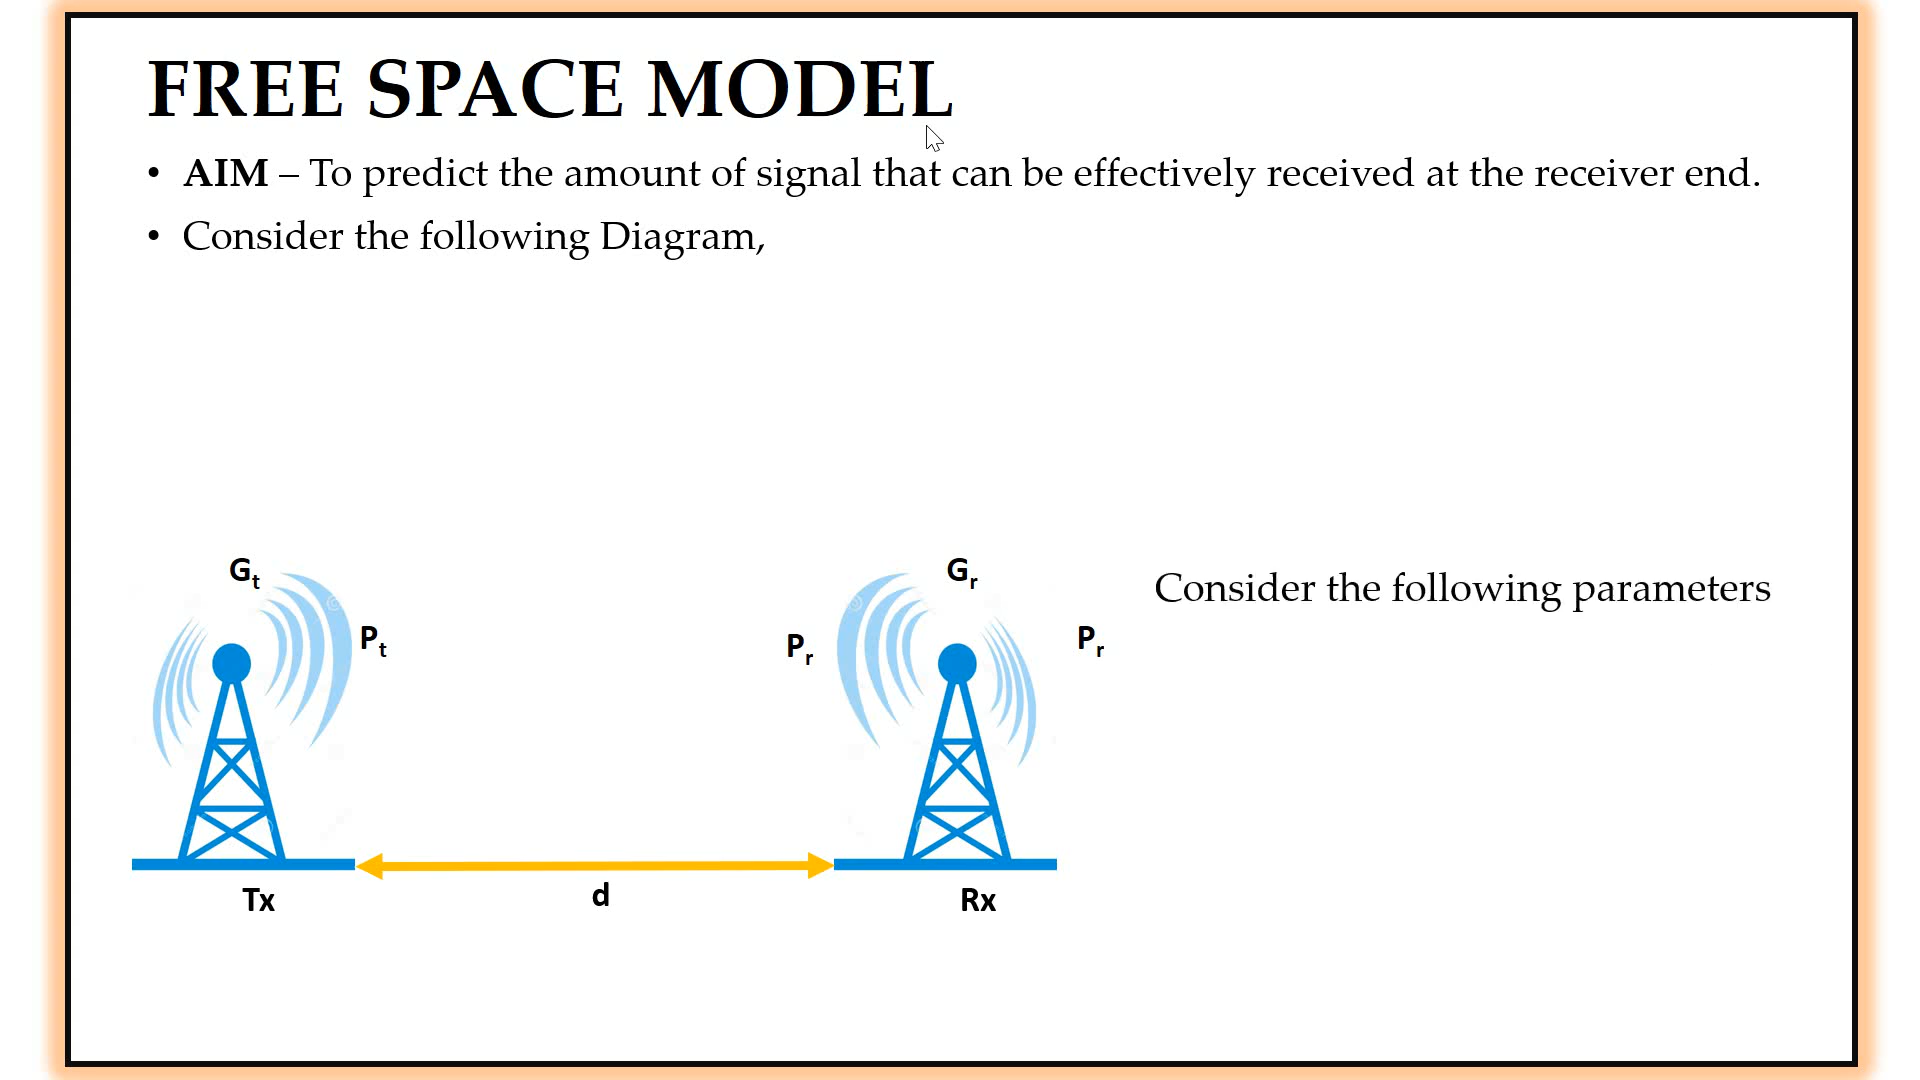 FREE SPACE MODEL
• AIM – To predict the amount of signal that can be effectively received at the receiver end.
• Consider the following Diagram,
Gt
Gr
Consider the following parameters
Pt
Pr
Pr
Tx
d
Rx